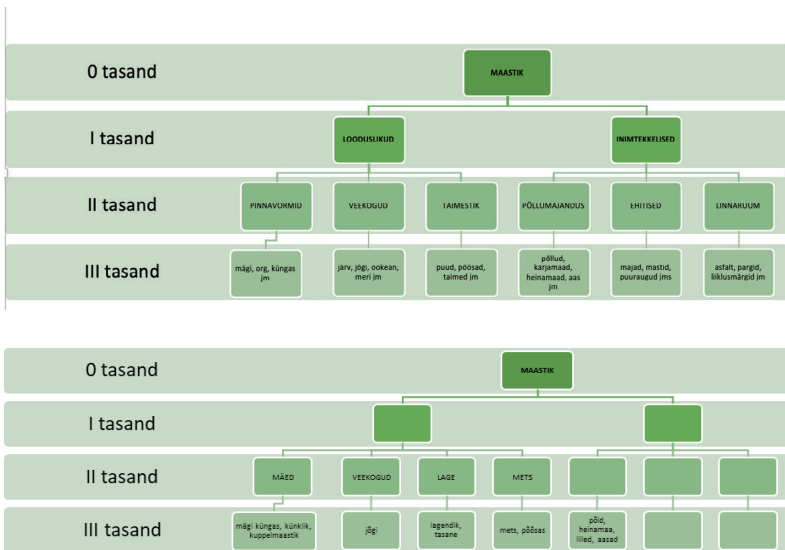 0 tasand
MAASTIK
I tasand
LOODUSLIKUD
INIMTEKKELISED
II tasand
PINNAVORMID
VEEKOGUD
TAIMESTIK
PÕLLUMAJANDUS
EHITISED
LINNARUUM
III tasand
mägi, org, küngas
jm
järv, jõgi, ookean,
meri jm
puud, põõsad,
taimed jm
põllud,
karjamaad,
heinamaad, aas
jm
majad, mastid,
puuraugud jms
asfalt, pargid,
liiklusmärgid jm
0 tasand
MAASTIK
I tasand
II tasand
MÄED
VEEKOGUD
LAGE
METS
III tasand
mägi küngas, künklik,
kuppelmaastik
jõgi
lagendik,
tasane
mets, põõsas
põld,
heinamaa,
lilled, aasad